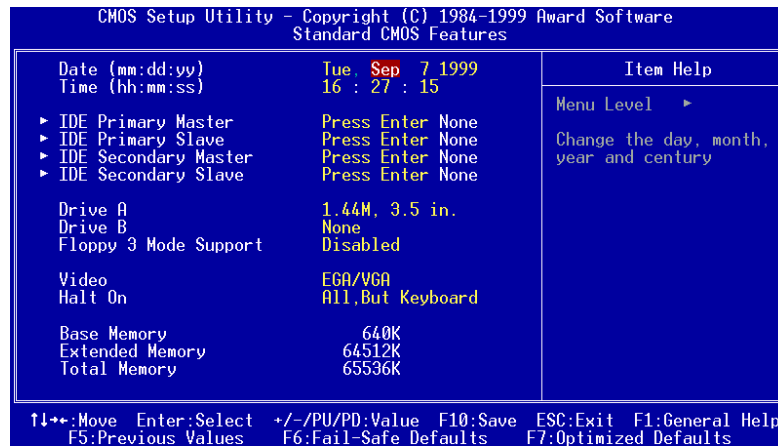 CMOS Setup Utility – Copyright (C) 1984-1999 Award Software
Standard CMOS Features
Date (mm:dd:yy) Tue, Sep 7 1999
Time (hh:mm:ss) 16 : 27 : 15
► IDE Primary Master Press Enter None
► IDE Primary Slave Press Enter None
► IDE Secondary Master Press Enter None
► IDE Secondary Slave Press Enter None
Drive A 1.44M, 3.5 in.
Drive B None
Floppy 3 Mode Support Disabled
Video EGA/VGA
Halt On All,But Keyboard
Base Memory 640K
Extended Memory 64512K
Total Memory 65536K
Item Help
Menu Level ►
Change the day, month,
year and century
↑↓→←:Move Enter:Select +/-/PU/PD:Value F10:Save ESC:Exit F1:General Help
F5:Previous Values F6:Fail-Safe Defaults F7:Optimized Defaults